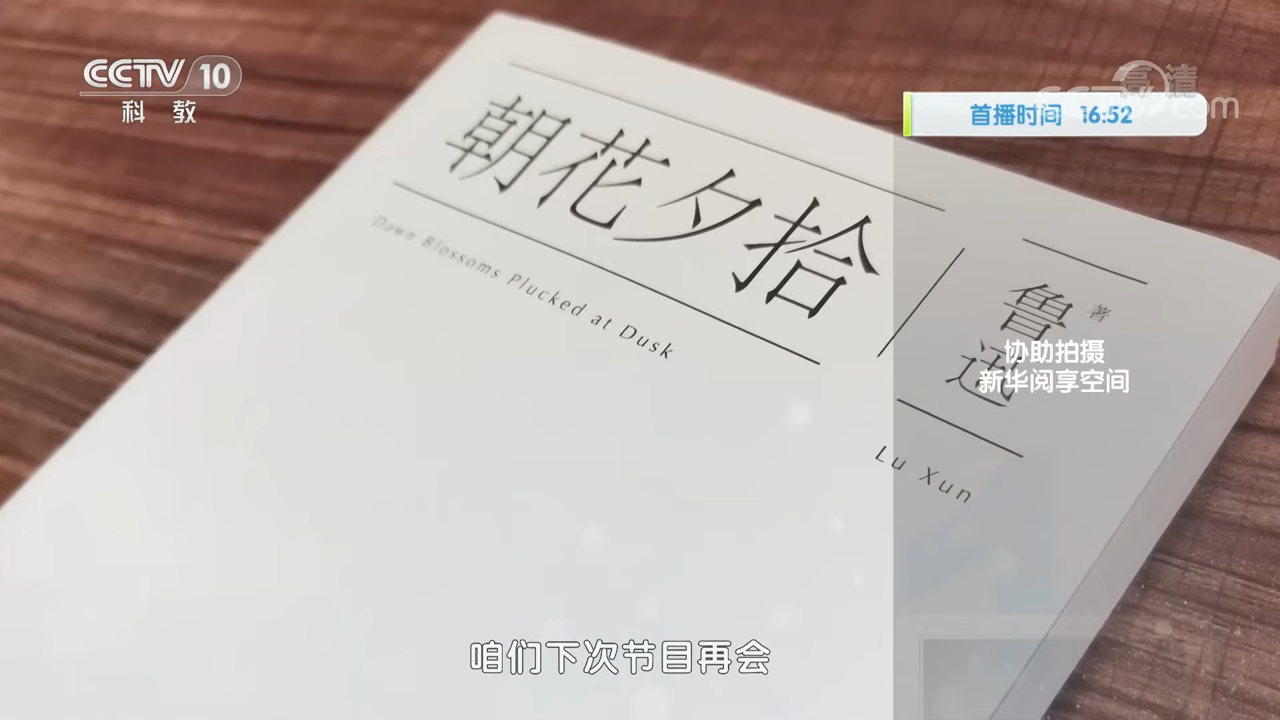 CCTV 10
科教
高清
首播时间 16:52
朝花夕拾
Dawn Blossoms Plucked at Dusk
鲁迅
著
Lu Xun
协助拍摄
新华阅享空间
咱们下次节目再会